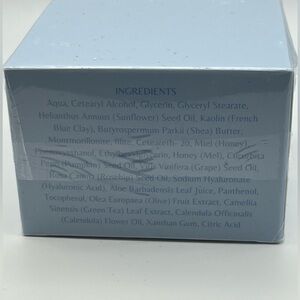 INGREDIENTS
Aqua, Cetearyl Alcohol, Glycerin, Glyceryl Stearate,
Helianthus Annuus (Sunflower) Seed Oil, Kaolin (French
Blue Clay), Butyrospermum Parkii (Shea) Butter,
Montmorillonite, Illite, Ceteareth- 20, Miel (Honey)
Honey (Mel), Cucurbita
Pepo (Pumpkin) Seed Oil, Vitis Vinifera (Grape) Seed Oil,
Rosa Canina (Rosehip) Seed Oil, Sodium Hyaluronate
(Hyaluronic Acid), Aloe Barbadensis Leaf Juice, Panthenol,
Tocopherol, Olea Europaea (Olive) Fruit Extract, Camellia
Sinensis (Green Tea) Leaf Extract, Calendula Officinalis
(Calendula) Flower Oil, Xanthan Gum, Citric Acid